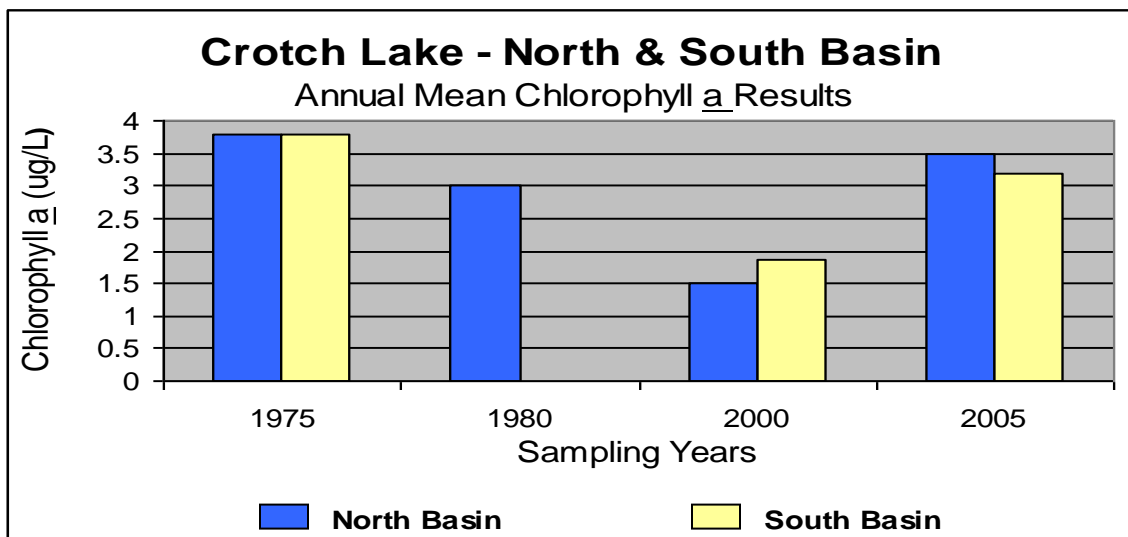 Crotch Lake - North & South Basin
Annual Mean Chlorophyll a Results
Chlorophyll a (ug/L)
4
3.5
3
2.5
2
1.5
1
0.5
0
1975 1980 2000 2005
Sampling Years
North Basin South Basin